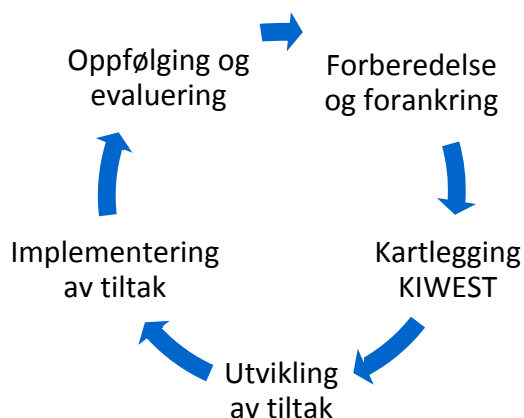 Oppfølging og
evaluering
Forberedelse
og forankring
Kartlegging
KIWEST
Utvikling
av tiltak
Implementering
av tiltak